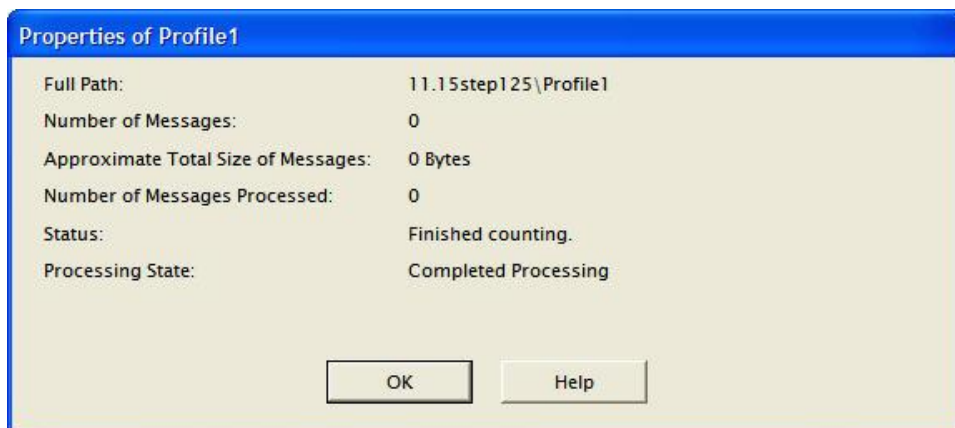 Properties of Profile1
Full Path: 11.15step125\Profile1
Number of Messages: 0
Approximate Total Size of Messages: 0 Bytes
Number of Messages Processed: 0
Status: Finished counting.
Processing State: Completed Processing
OK Help